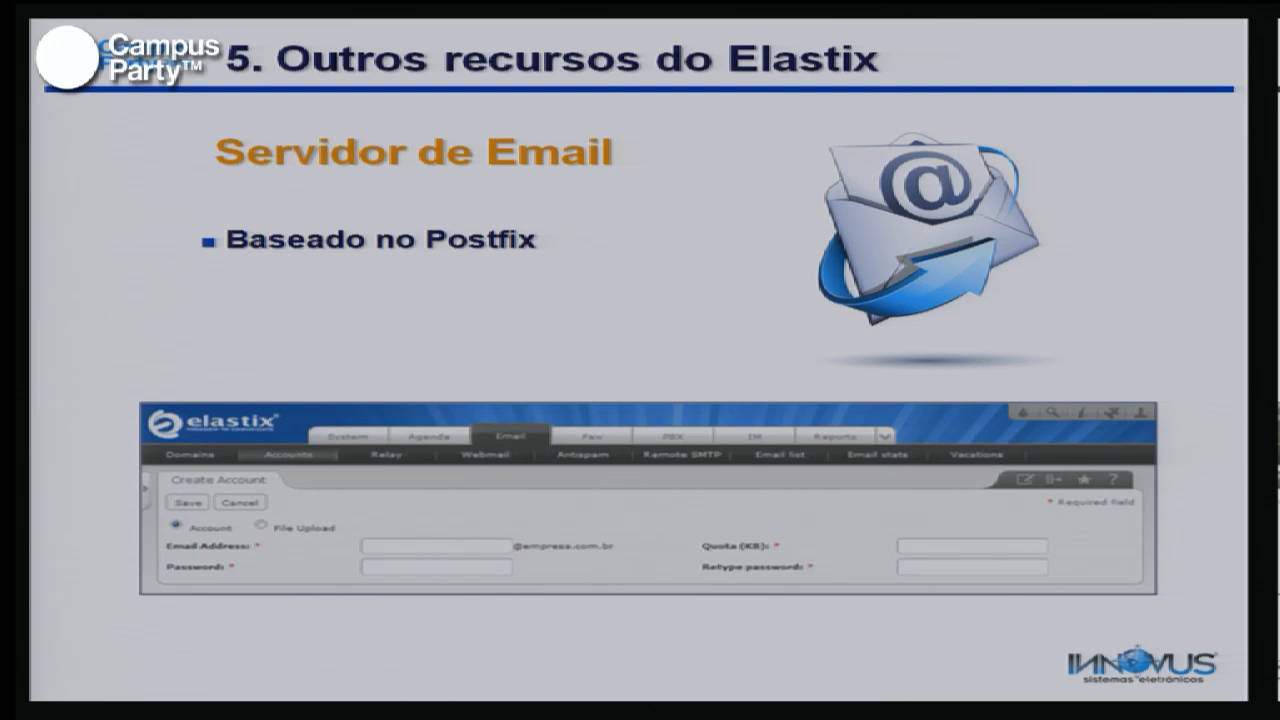 Campus
Party™
5. Outros recursos do Elastix
Servidor de Email
Baseado no Postfix
@
elastix
System Agenda Email Fax PBX IM Reports
Domains Accounts Relay Webmail Antispam Remote SMTP Email list Email stats Vacations
Create Account
Save Cancel
* Required field
Account File Upload
Email Address: * @empresa.com.br Quota (KB): *
Password: * Retype password: *
INNOVUS
sistemas eletrônicos